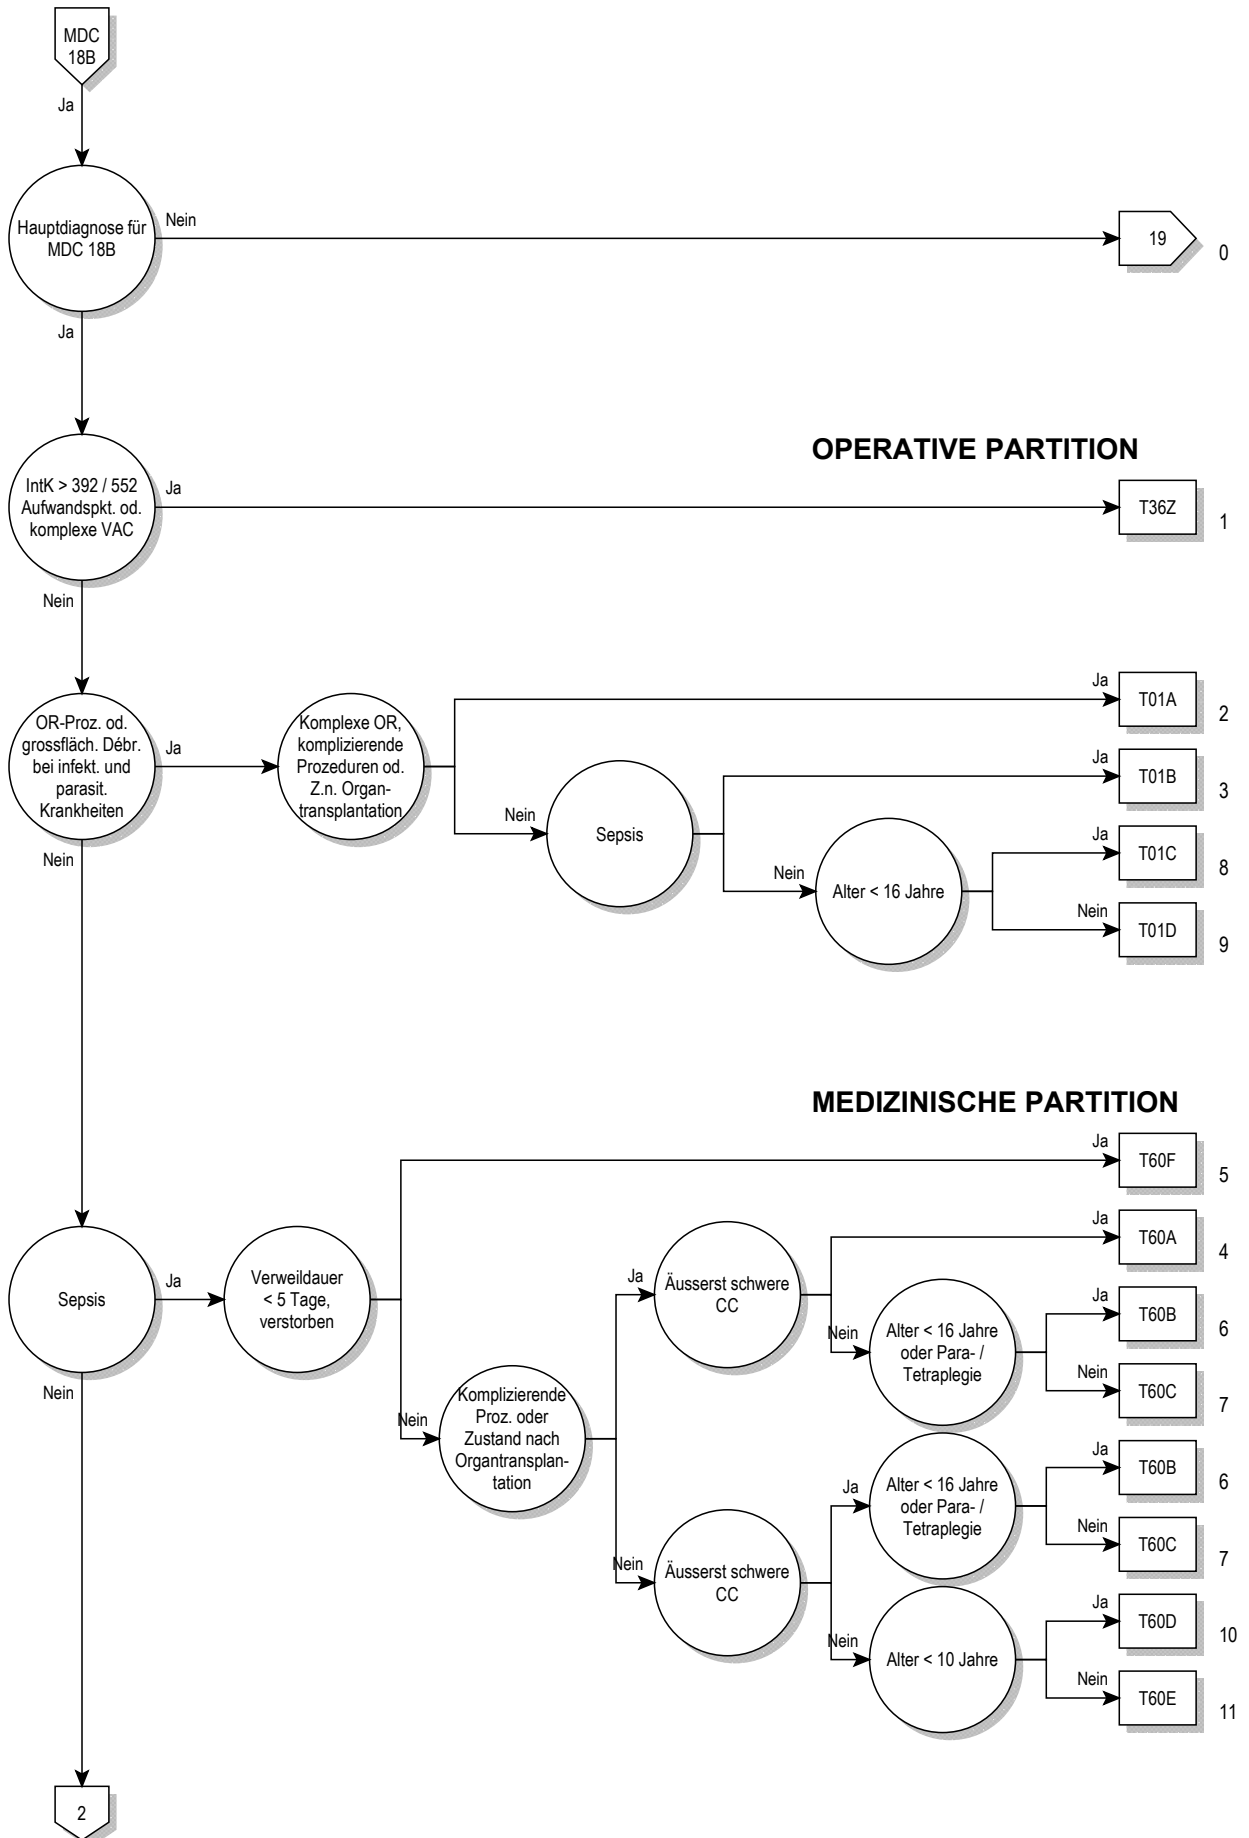 MDC
18B
Ja
Hauptdiagnose für
MDC 18B
Nein
19
0
Ja
OPERATIVE PARTITION
IntK > 392 / 552
Aufwandspkt. od.
komplexe VAC
Ja
T36Z
1
Nein
OR-Proz. od.
grossfläch. Débr.
bei infekt. und
parasit.
Krankheiten
Ja
Komplexe OR,
komplizierende
Prozeduren od.
Z.n. Organ-
transplantation
Ja
T01A
2
Nein
Sepsis
Ja
T01B
3
Nein
Alter < 16 Jahre
Ja
T01C
8
Nein
T01D
9
Nein
MEDIZINISCHE PARTITION
Sepsis
Ja
Verweildauer
< 5 Tage,
verstorben
Ja
T60F
5
Nein
Komplizierende
Proz. oder
Zustand nach
Organtransplan-
tation
Ja
Äusserst schwere
CC
Ja
T60A
4
Nein
Alter < 16 Jahre
oder Para- /
Tetraplegie
Ja
T60B
6
Nein
T60C
7
Nein
Äusserst schwere
CC
Ja
Alter < 16 Jahre
oder Para- /
Tetraplegie
Ja
T60B
6
Nein
T60C
7
Nein
Alter < 10 Jahre
Ja
T60D
10
Nein
T60E
11
Nein
2